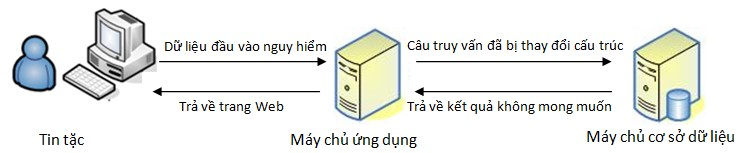 Dữ liệu đầu vào nguy hiểm
Câu truy vấn đã bị thay đổi cấu trúc
Trả về trang Web
Trả về kết quả không mong muốn
Tin tặc
Máy chủ ứng dụng
Máy chủ cơ sở dữ liệu